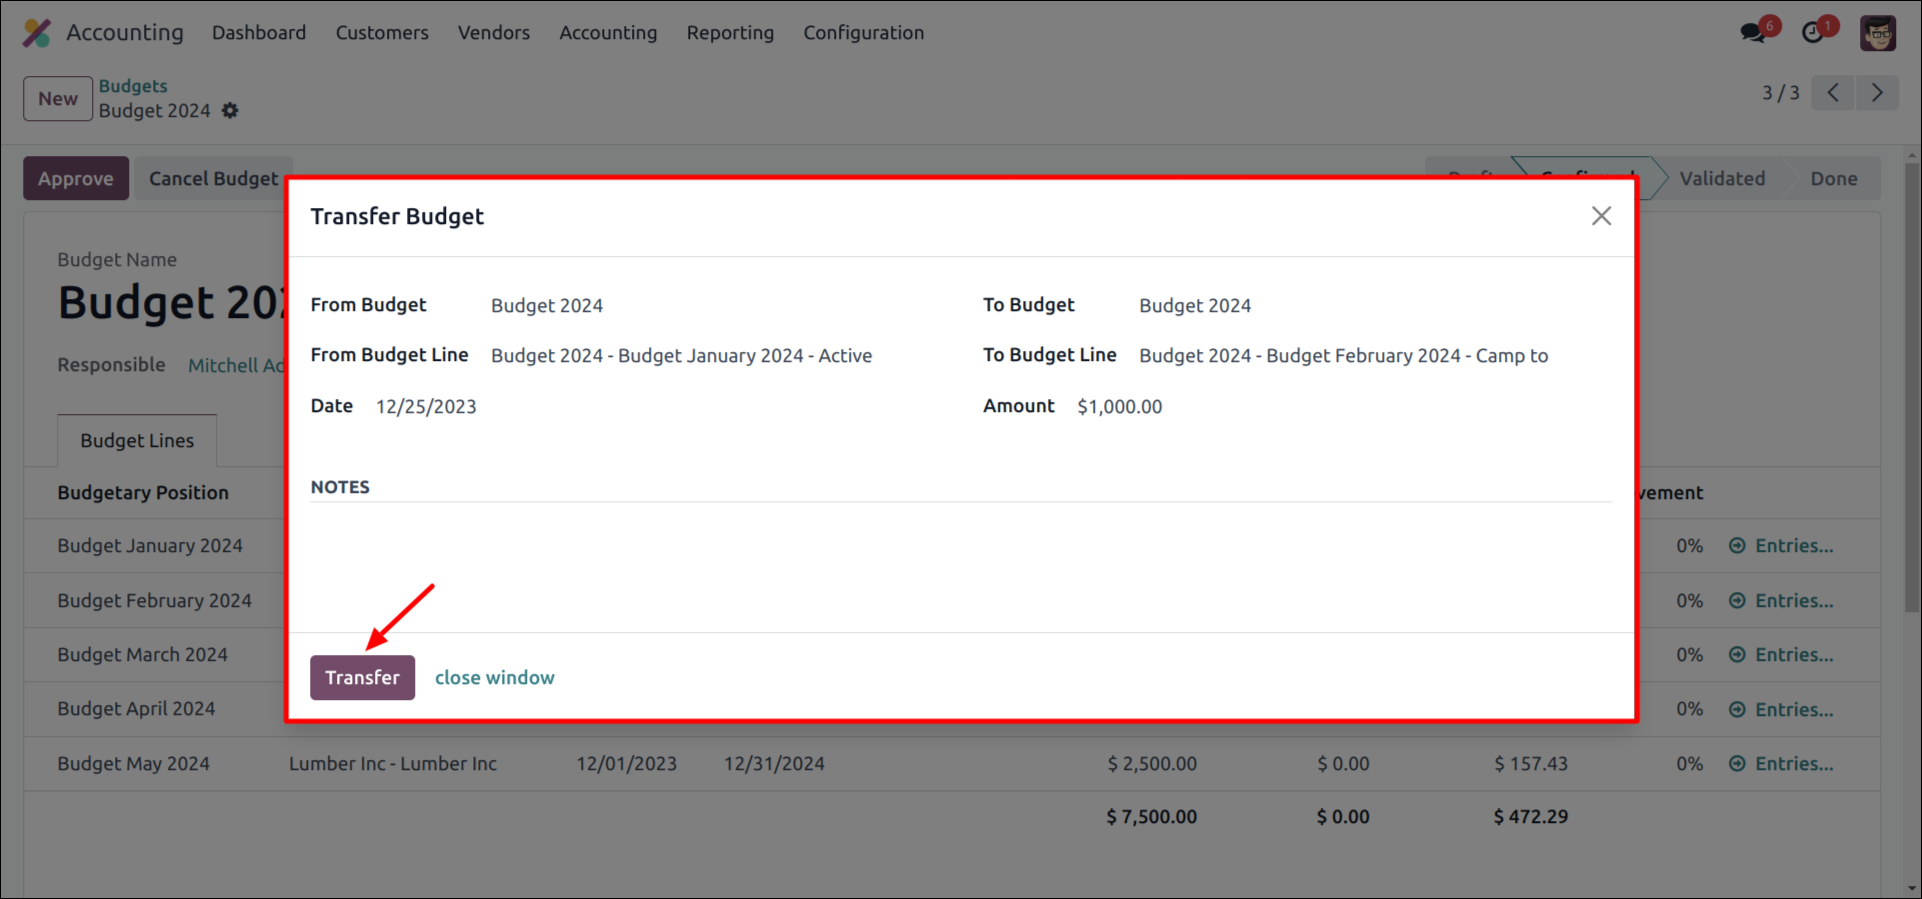 Accounting Dashboard Customers Vendors Accounting Reporting Configuration 6 1
New Budgets
Budget 2024 3 / 3
Approve Cancel Budget Validated Done
Transfer Budget
Budget Name
Budget 202
From Budget Budget 2024 To Budget Budget 2024
From Budget Line Budget 2024 - Budget January 2024 - Active To Budget Line Budget 2024 - Budget February 2024 - Camp to
Responsible Mitchell Ad
Date 12/25/2023 Amount $1,000.00
Budget Lines
NOTES
Budgetary Position vement
Budget January 2024 0% Entries...
Budget February 2024 0% Entries...
Budget March 2024 0% Entries...
Transfer close window
Budget April 2024 0% Entries...
Budget May 2024 Lumber Inc - Lumber Inc 12/01/2023 12/31/2024 $ 2,500.00 $ 0.00 $ 157.43 0% Entries...
$ 7,500.00 $ 0.00 $ 472.29